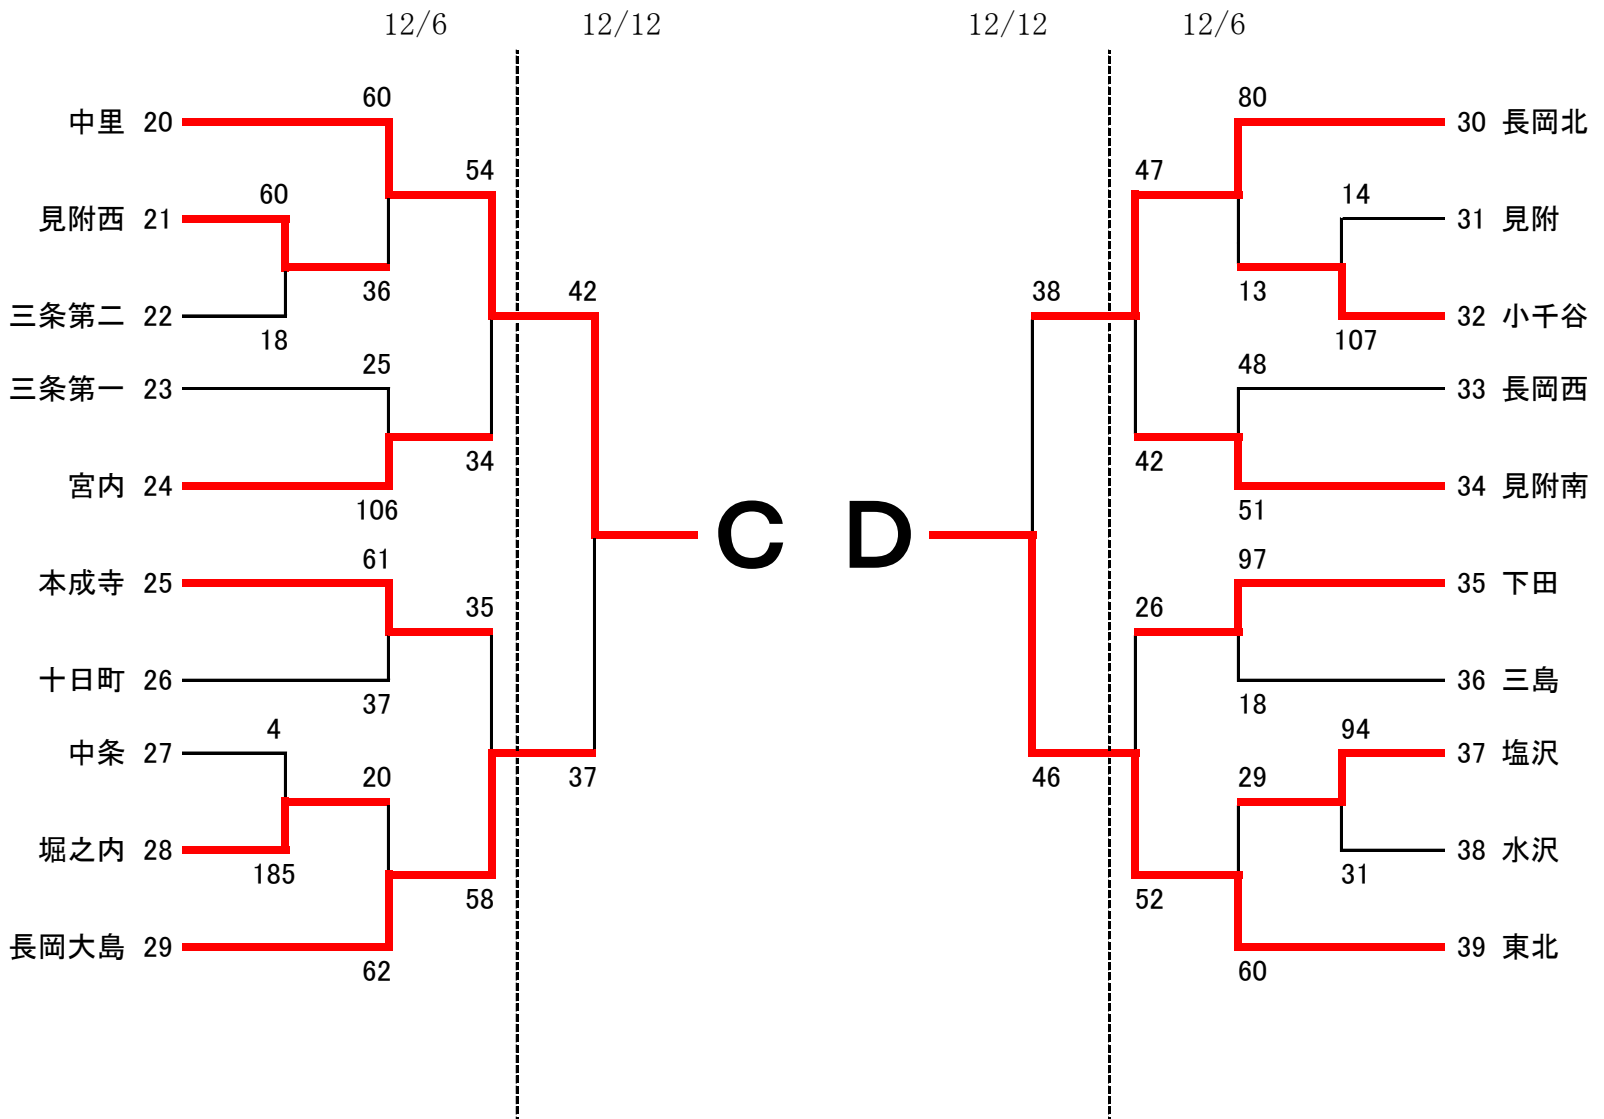 12/6 12/12 12/12 12/6
60 80
中里 20 30 長岡北
54 47
60 14
見附西 21 31 見附
36 42 38 13
三条第二 22 32 小千谷
18 107
25 48
三条第一 23 33 長岡西
34 42
宮内 24 34 見附南
106 51
C D
61 97
本成寺 25 35 下田
35 26
十日町 26 36 三島
37 18
4 94
中条 27 37 塩沢
20 37 46 29
堀之内 28 38 水沢
185 31
58 52
長岡大島 29 39 東北
62 60